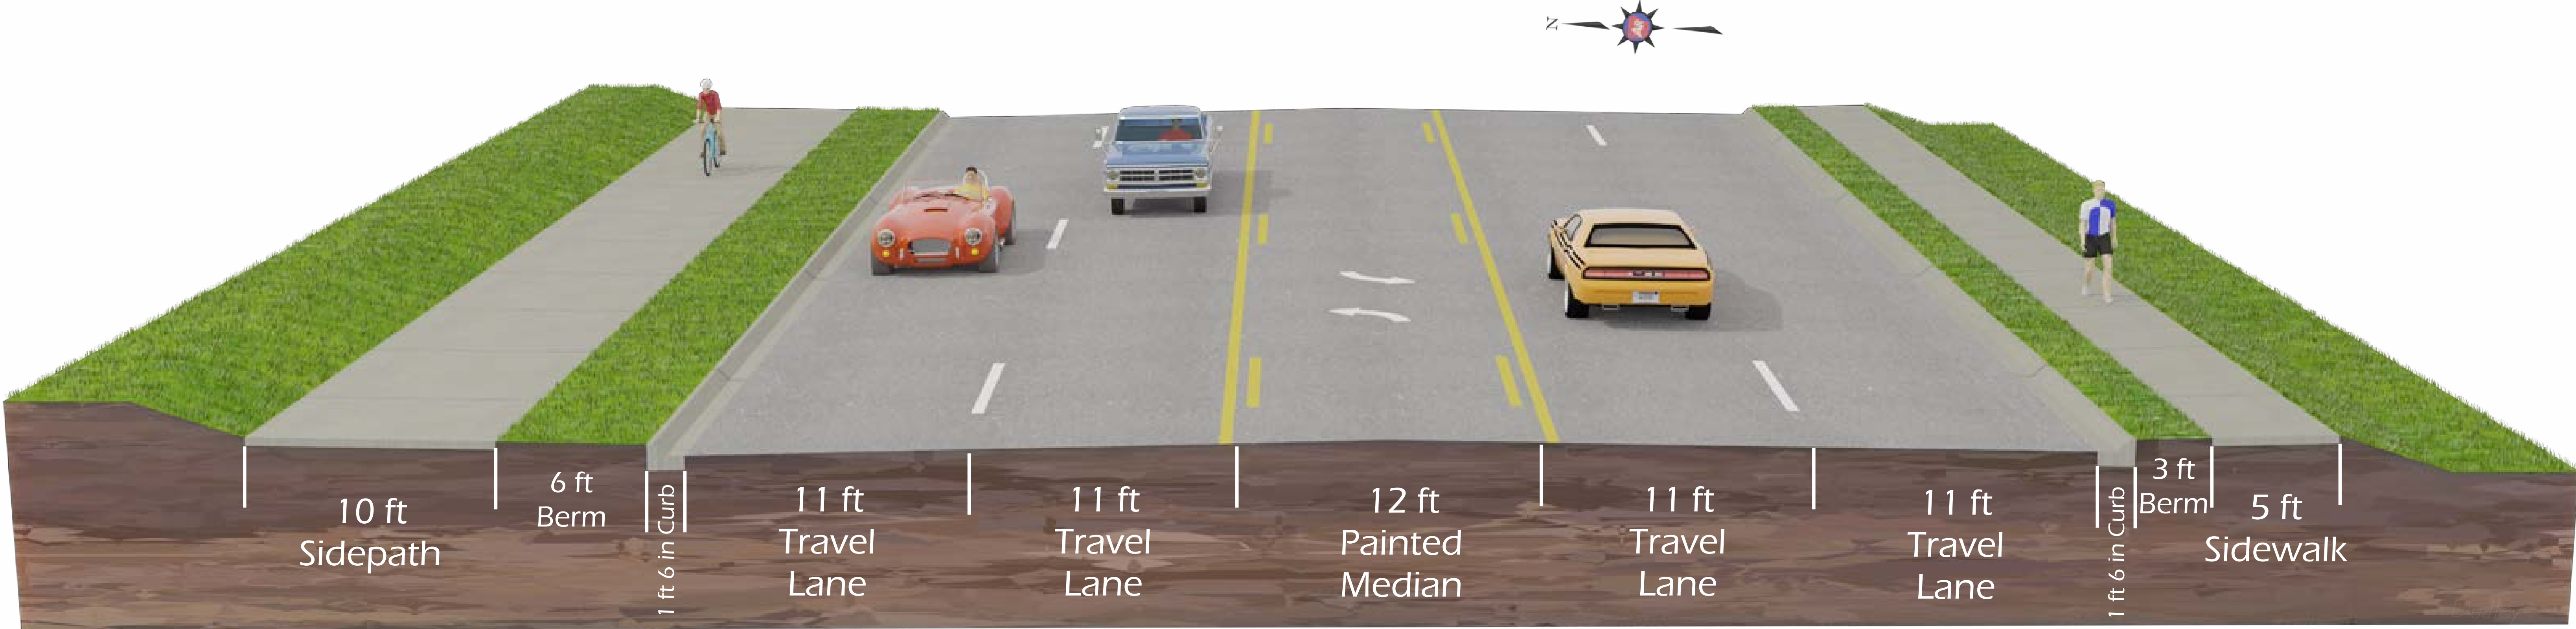 N
10 ft
Sidepath
6 ft
Berm
1 ft 6 in Curb
11 ft
Travel
Lane
11 ft
Travel
Lane
12 ft
Painted
Median
11 ft
Travel
Lane
11 ft
Travel
Lane
1 ft 6 in Curb
3 ft
Berm
5 ft
Sidewalk